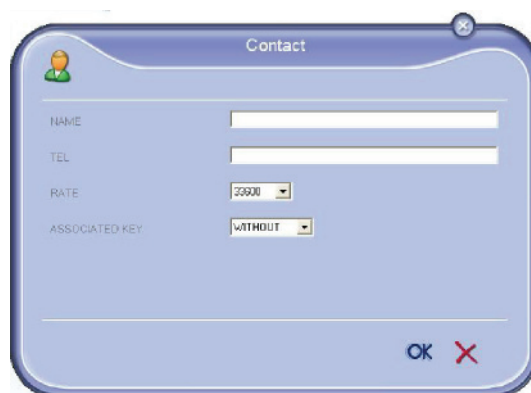 Contact
NAME
TEL
RATE 33600
ASSOCIATED KEY WITHOUT
OK